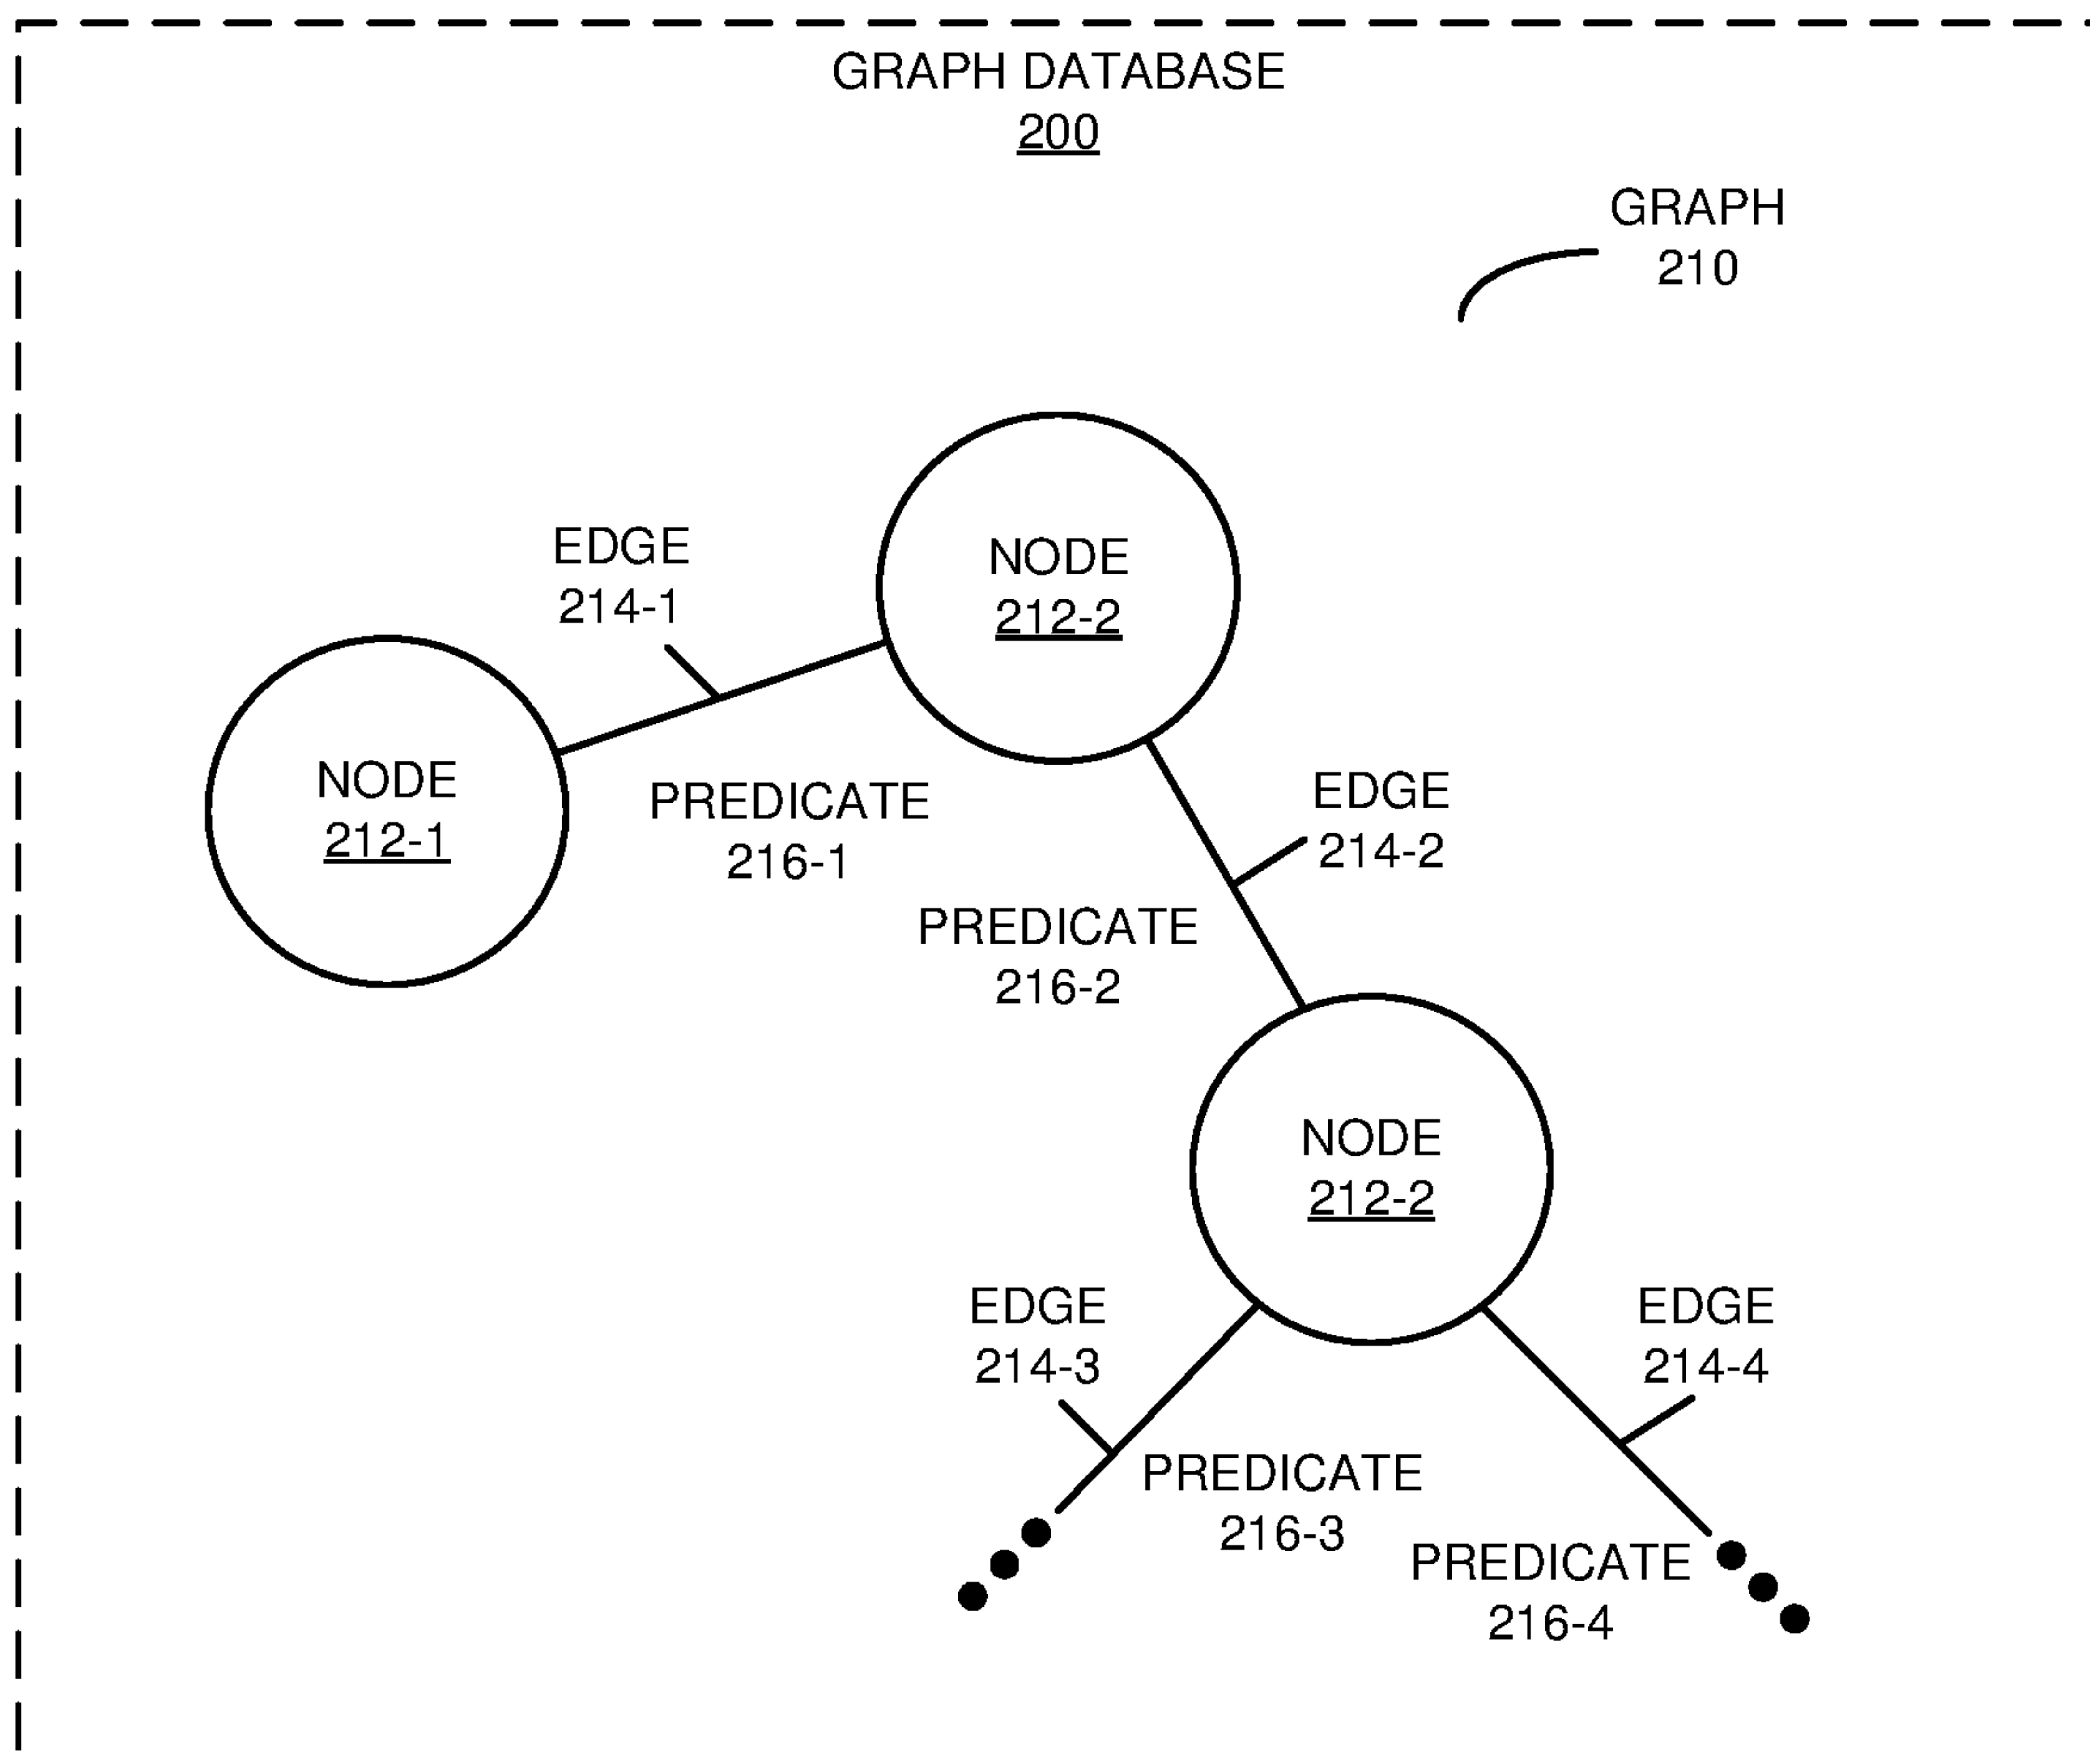 GRAPH DATABASE
200
GRAPH
210
EDGE
214-1
NODE
212-2
NODE
212-1
PREDICATE
216-1
EDGE
214-2
PREDICATE
216-2
NODE
212-2
EDGE
214-3
EDGE
214-4
PREDICATE
216-3
PREDICATE
216-4